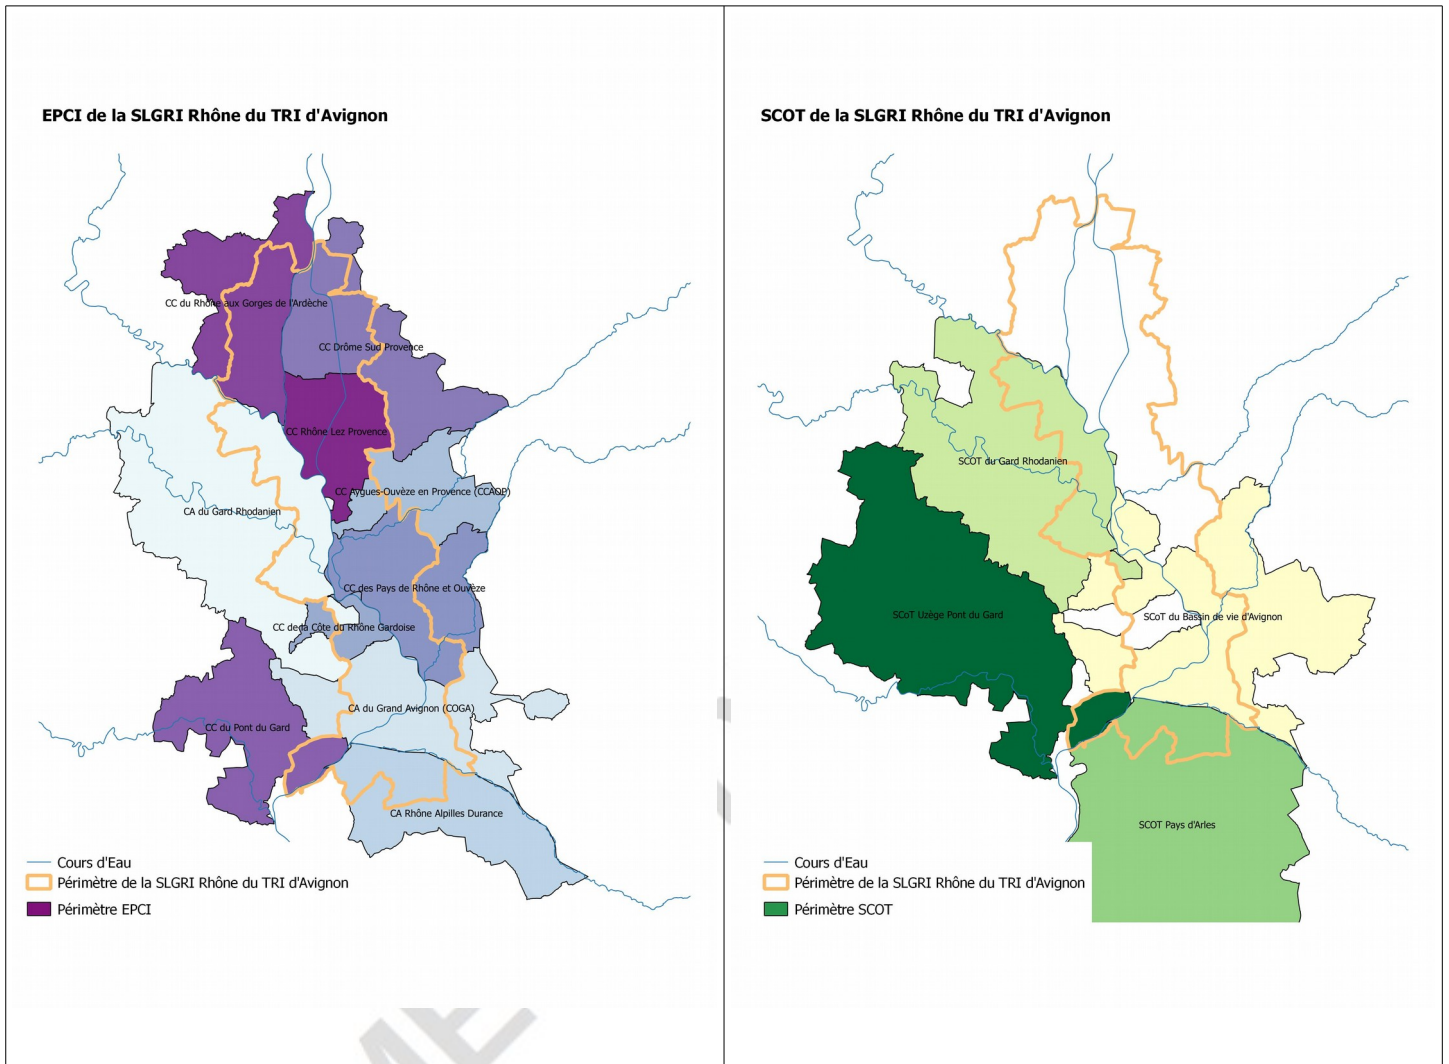 EPCI de la SLGRI Rhône du TRI d'Avignon
CC du Rhône aux Gorges de l'Ardèche
CC Drôme Sud Provence
CC Rhône Lez Provence
CC Aygues-Ouvèze en Provence (CCAOP)
CA du Gard Rhodanien
CC des Pays de Rhône et Ouvèze
CC de la Côte du Rhône Gardoise
CA du Grand Avignon (COGA)
CC du Pont du Gard
CA Rhône Alpilles Durance
Cours d'Eau
Périmètre de la SLGRI Rhône du TRI d'Avignon
Périmètre EPCI
SCOT de la SLGRI Rhône du TRI d'Avignon
SCOT du Gard Rhodanien
SCoT Uzège Pont du Gard
SCoT du Bassin de vie d'Avignon
SCOT Pays d'Arles
Cours d'Eau
Périmètre de la SLGRI Rhône du TRI d'Avignon
Périmètre SCOT